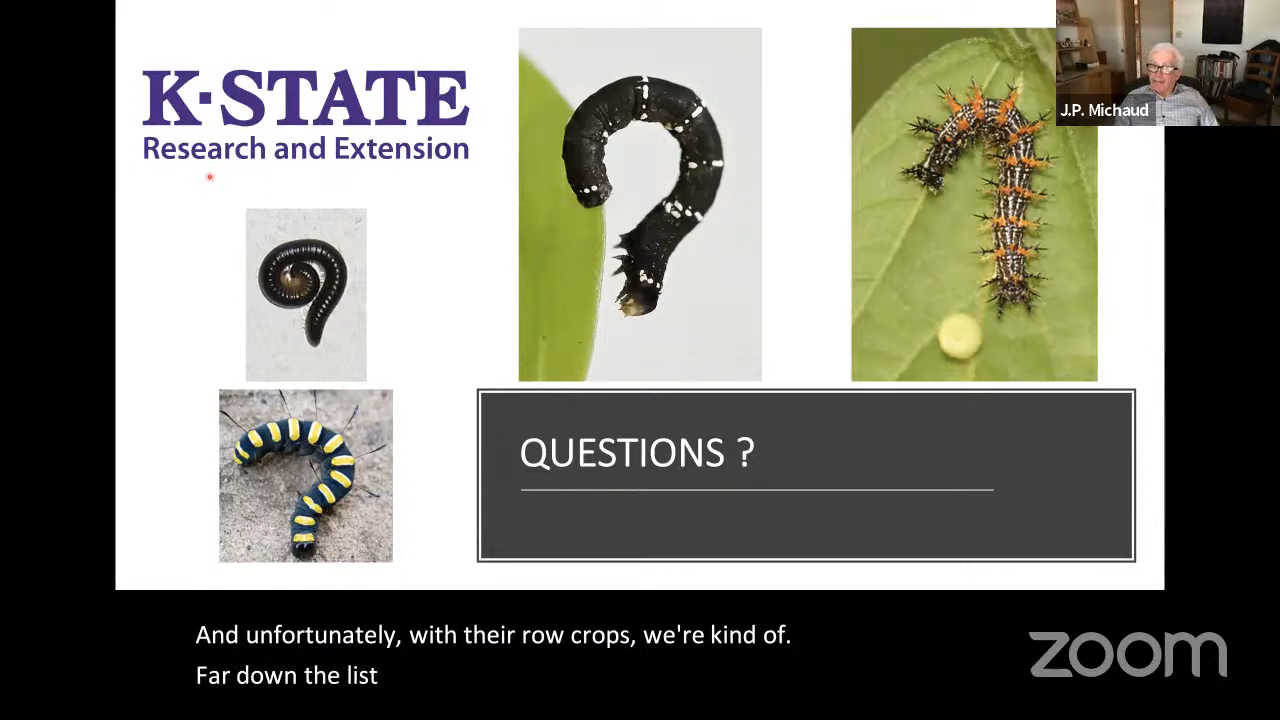 K·STATE
Research and Extension
J.P. Michaud
QUESTIONS ?
And unfortunately, with their row crops, we're kind of.
Far down the list
zoom